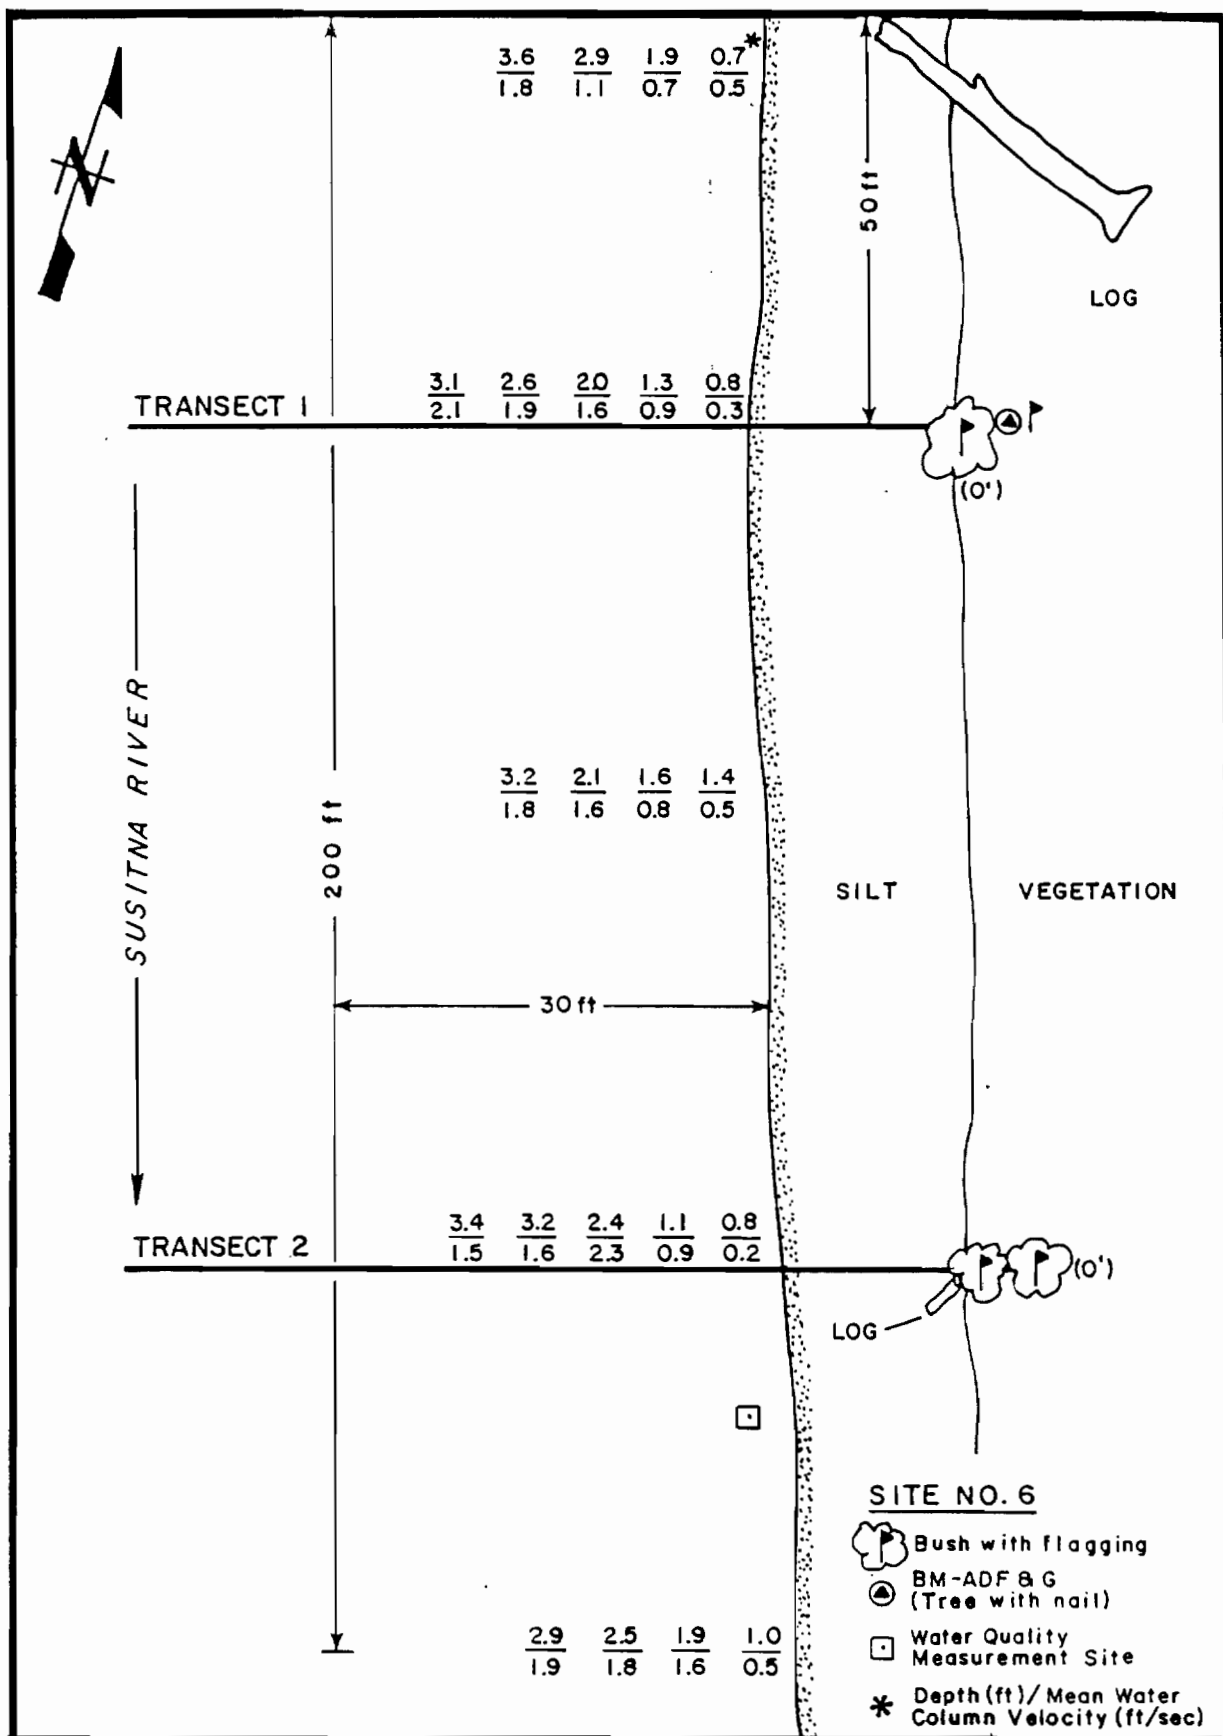 3.6 2.9 1.9 0.7*
1.8 1.1 0.7 0.5
N
50 ft
LOG
3.1 2.6 2.0 1.3 0.8
TRANSECT 1 2.1 1.9 1.6 0.9 0.3
(0')
SUSITNA RIVER
200 ft
3.2 2.1 1.6 1.4
1.8 1.6 0.8 0.5
SILT VEGETATION
30 ft
3.4 3.2 2.4 1.1 0.8
TRANSECT 2 1.5 1.6 2.3 0.9 0.2
(0')
LOG
SITE NO. 6
Bush with flagging
BM-ADF & G
(Tree with nail)
Water Quality
Measurement Site
* Depth (ft) / Mean Water
Column Velocity (ft/sec)
2.9 2.5 1.9 1.0
1.9 1.8 1.6 0.5